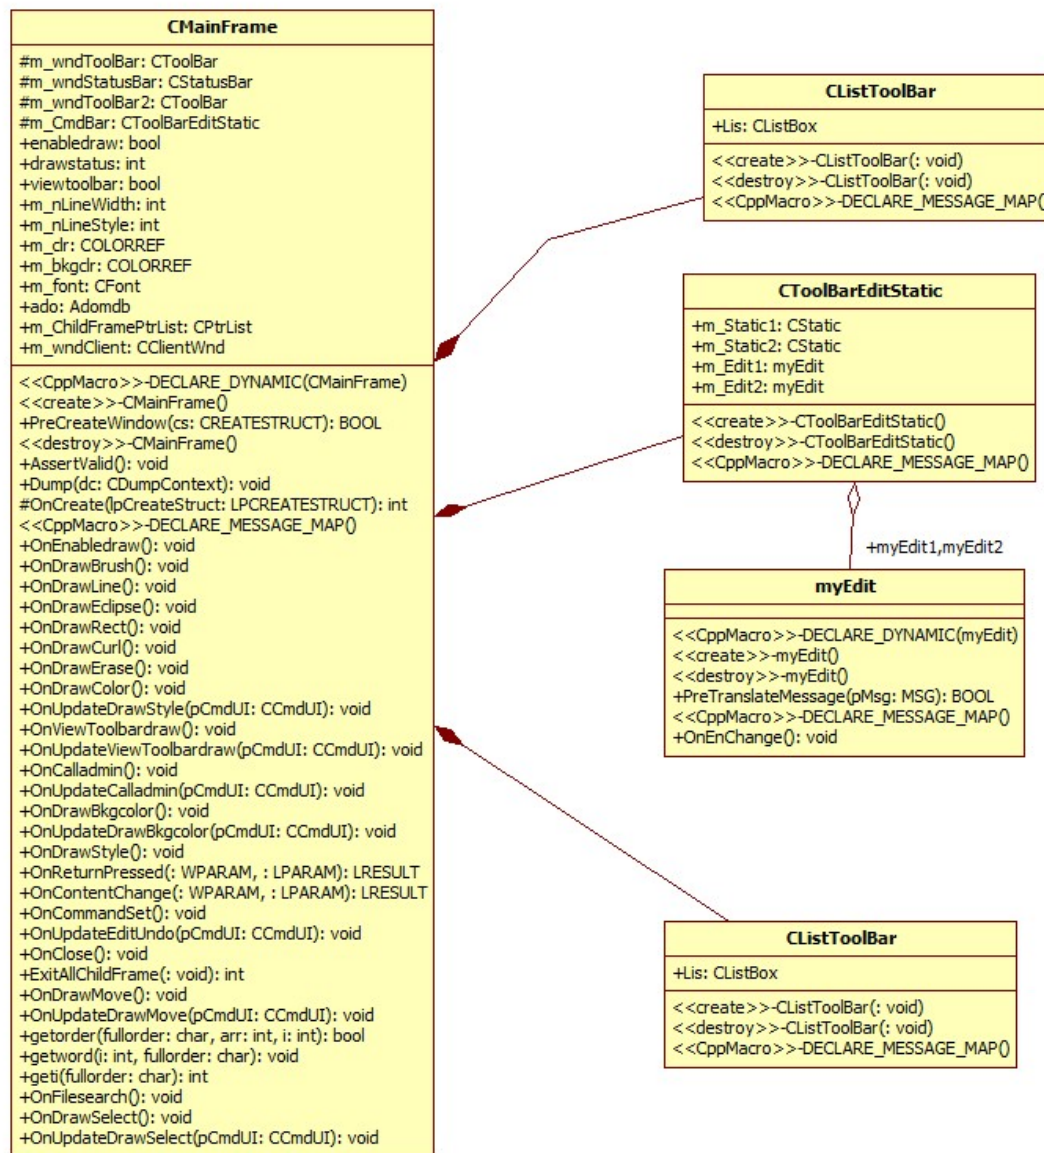 CMainFrame
#m_wndToolBar: CToolBar
#m_wndStatusBar: CStatusBar
#m_wndToolBar2: CToolBar
#m_CmdBar: CToolBarEditStatic
+enabledraw: bool
+drawstatus: int
+viewtoolbar: bool
+m_nLineWidth: int
+m_nLineStyle: int
+m_clr: COLORREF
+m_bkgclr: COLORREF
+m_font: CFont
+ado: Adomdb
+m_ChildFramePtrList: CPtrList
+m_wndClient: CClientWnd
<<CppMacro>>-DECLARE_DYNAMIC(CMainFrame)
<<create>>-CMainFrame()
+PreCreateWindow(cs: CREATESTRUCT): BOOL
<<destroy>>-CMainFrame()
+AssertValid(): void
+Dump(dc: CDumpContext): void
#OnCreate(lpCreateStruct: LPCREATESTRUCT): int
<<CppMacro>>-DECLARE_MESSAGE_MAP()
+OnEnabledraw(): void
+OnDrawBrush(): void
+OnDrawLine(): void
+OnDrawEclipse(): void
+OnDrawRect(): void
+OnDrawCurl(): void
+OnDrawErase(): void
+OnDrawColor(): void
+OnUpdateDrawStyle(pCmdUI: CCmdUI): void
+OnViewToolbardraw(): void
+OnUpdateViewToolbardraw(pCmdUI: CCmdUI): void
+OnCalladmin(): void
+OnUpdateCalladmin(pCmdUI: CCmdUI): void
+OnDrawBkgcolor(): void
+OnUpdateDrawBkgcolor(pCmdUI: CCmdUI): void
+OnDrawStyle(): void
+OnReturnPressed(: WPARAM, : LPARAM): LRESULT
+OnContentChange(: WPARAM, : LPARAM): LRESULT
+OnCommandSet(): void
+OnUpdateEditUndo(pCmdUI: CCmdUI): void
+OnClose(): void
+ExitAllChildFrame(: void): int
+OnDrawMove(): void
+OnUpdateDrawMove(pCmdUI: CCmdUI): void
+getorder(fullorder: char, arr: int, i: int): bool
+getword(i: int, fullorder: char): void
+geti(fullorder: char): int
+OnFilesearch(): void
+OnDrawSelect(): void
+OnUpdateDrawSelect(pCmdUI: CCmdUI): void
CListToolBar
+Lis: CListBox
<<create>>-CListToolBar(: void)
<<destroy>>-CListToolBar(: void)
<<CppMacro>>-DECLARE_MESSAGE_MAP()
CToolBarEditStatic
+m_Static1: CStatic
+m_Static2: CStatic
+m_Edit1: myEdit
+m_Edit2: myEdit
<<create>>-CToolBarEditStatic()
<<destroy>>-CToolBarEditStatic()
<<CppMacro>>-DECLARE_MESSAGE_MAP()
+myEdit1,myEdit2
myEdit
<<CppMacro>>-DECLARE_DYNAMIC(myEdit)
<<create>>-myEdit()
<<destroy>>-myEdit()
+PreTranslateMessage(pMsg: MSG): BOOL
<<CppMacro>>-DECLARE_MESSAGE_MAP()
+OnEnChange(): void
CListToolBar
+Lis: CListBox
<<create>>-CListToolBar(: void)
<<destroy>>-CListToolBar(: void)
<<CppMacro>>-DECLARE_MESSAGE_MAP()